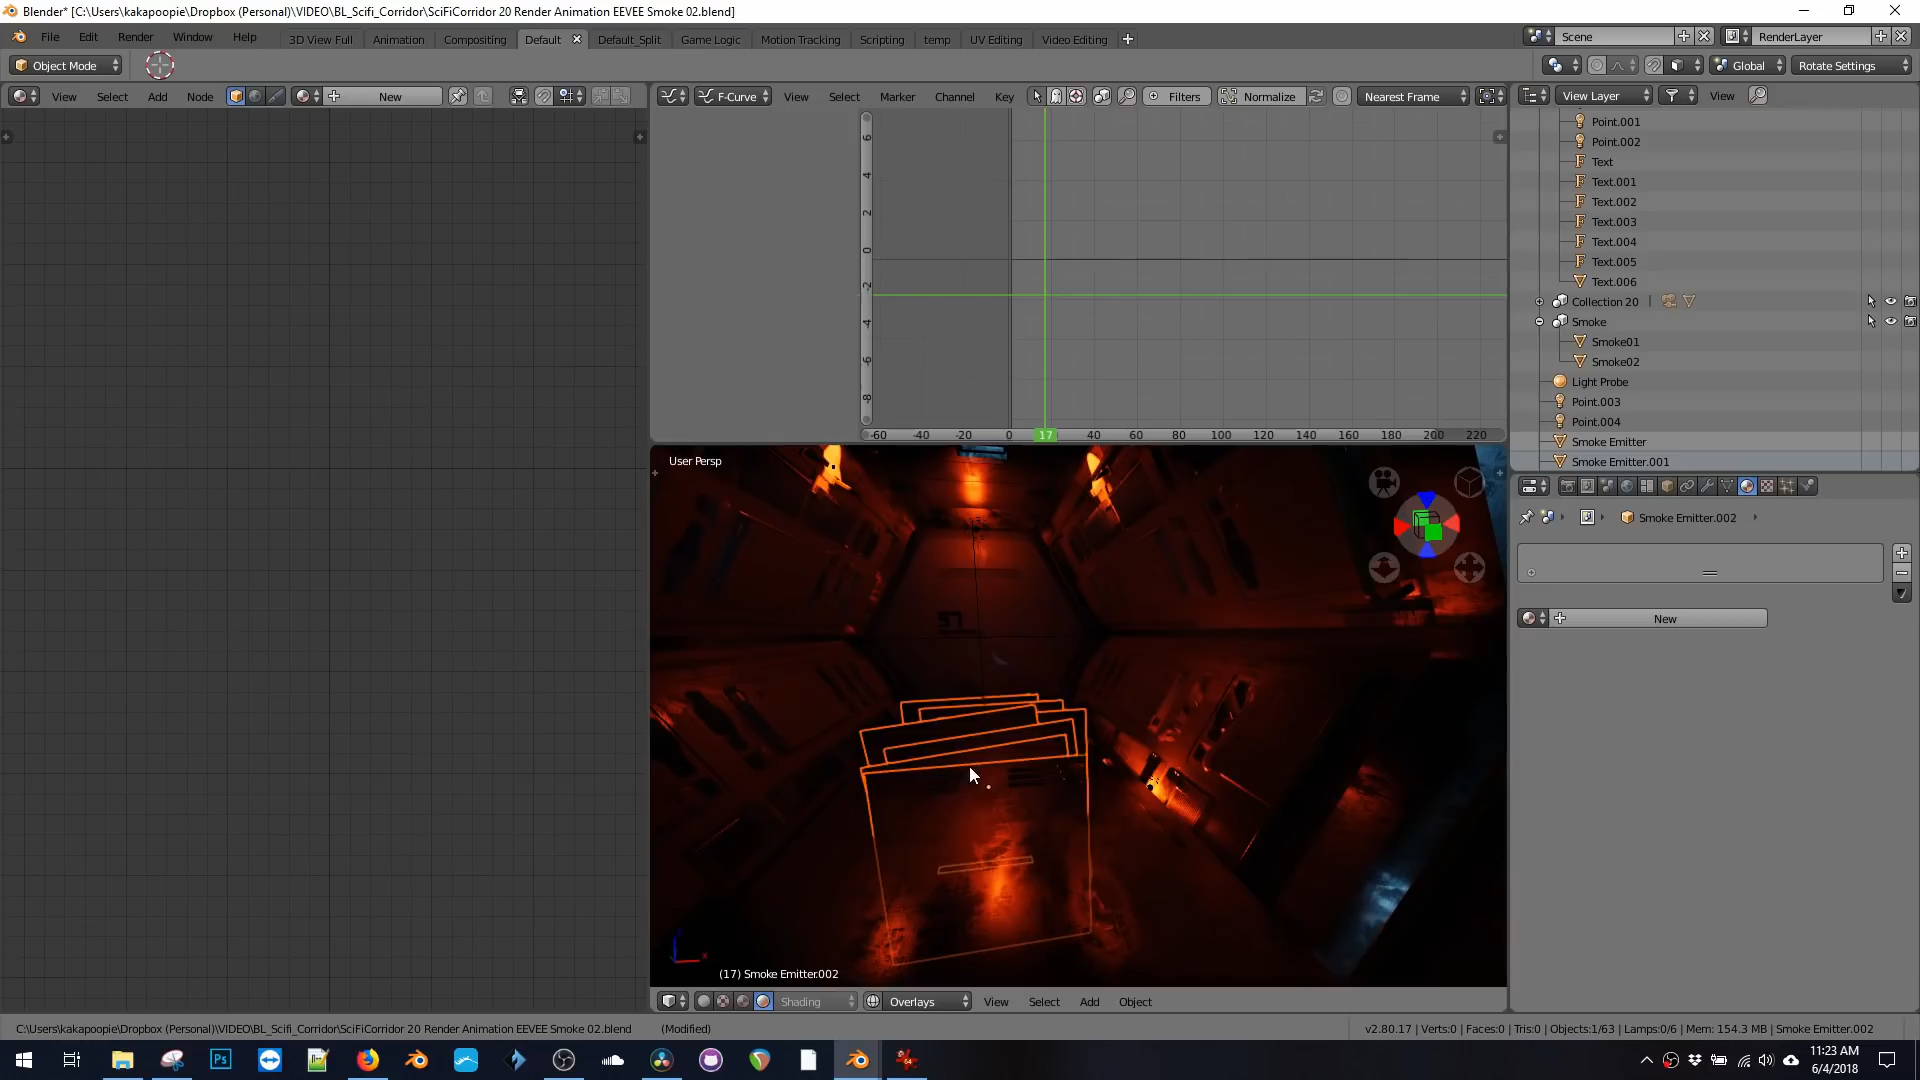 Blender* [C:\Users\kakapoopie\Dropbox (Personal)\VIDEO\BL_Scifi_Corridor\SciFiCorridor 20 Render Animation EEVEE Smoke 02.blend]
File Edit Render Window Help 3D View Full Animation Compositing Default Default_Split Game Logic Motion Tracking Scripting temp UV Editing Video Editing Scene RenderLayer
Object Mode Global Rotate Settings
View Select Add Node New F-Curve View Select Marker Channel Key Filters Normalize Nearest Frame View Layer View
Point.001
Point.002
Text
Text.001
Text.002
Text.003
Text.004
Text.005
Text.006
Collection 20
Smoke
Smoke01
Smoke02
Light Probe
Point.003
Point.004
Smoke Emitter
Smoke Emitter.001
6
4
2
0
-2
-4
-6
-8
-60 -40 -20 0 17 40 60 80 100 120 140 160 180 200 220
User Persp
Smoke Emitter.002
New
(17) Smoke Emitter.002
Shading Overlays View Select Add Object
C:\Users\kakapoopie\Dropbox (Personal)\VIDEO\BL_Scifi_Corridor\SciFiCorridor 20 Render Animation EEVEE Smoke 02.blend (Modified)
v2.80.17 | Verts:0 | Faces:0 | Tris:0 | Objects:1/63 | Lamps:0/6 | Mem: 154.3 MB | Smoke Emitter.002
11:23 AM
6/4/2018